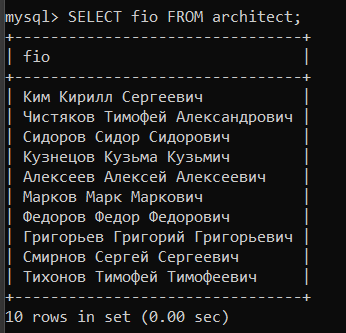 mysql> SELECT fio FROM architect;
+-------------------------------+
| fio                           |
+-------------------------------+
| Ким Кирилл Сергеевич          |
| Чистяков Тимофей Александрович |
| Сидоров Сидор Сидорович       |
| Кузнецов Кузьма Кузьмич       |
| Алексеев Алексей Алексеевич   |
| Марков Марк Маркович          |
| Федоров Федор Федорович       |
| Григорьев Григорий Григорьевич |
| Смирнов Сергей Сергеевич      |
| Тихонов Тимофей Тимофеевич    |
+-------------------------------+
10 rows in set (0.00 sec)